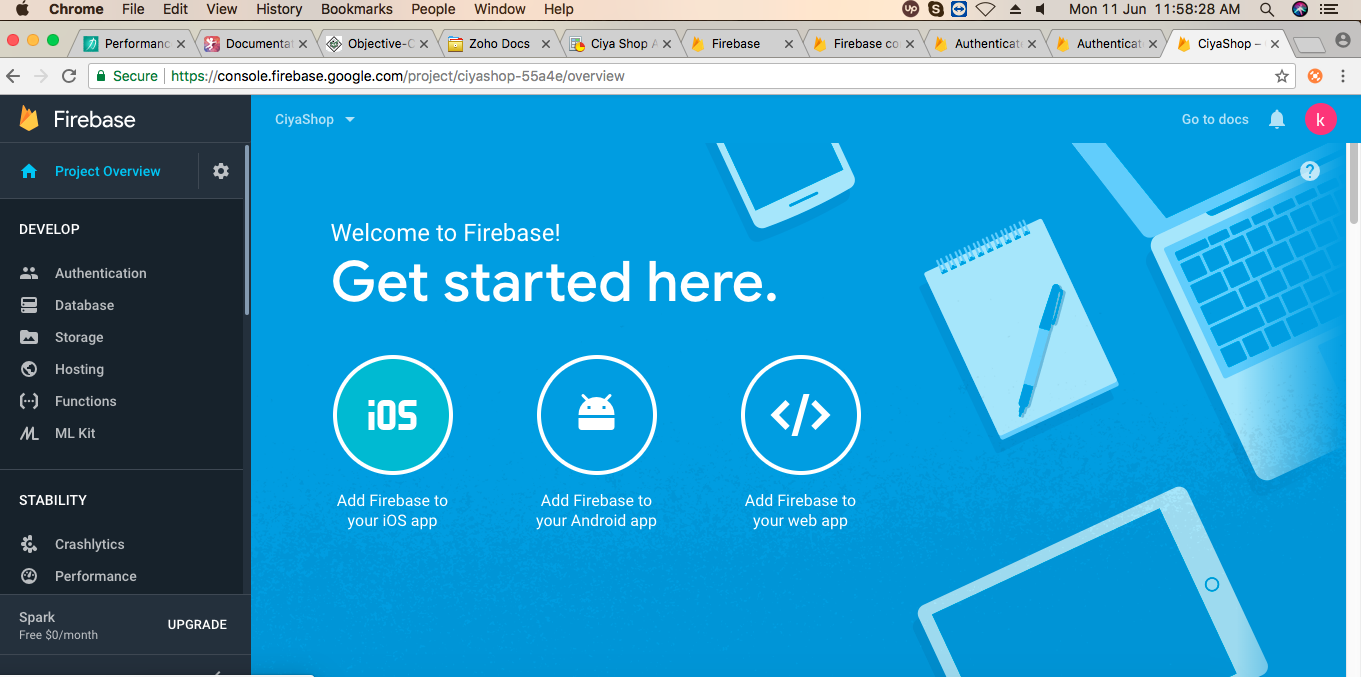 Chrome File Edit View History Bookmarks People Window Help Up S Mon 11 Jun 11:58:28 AM
Performanc Documentat Objective-C Zoho Docs Ciya Shop A Firebase Firebase co Authenticate Authenticat CiyaShop –
Secure https://console.firebase.google.com/project/ciyashop-55a4e/overview
Firebase
CiyaShop
Go to docs
k
Project Overview
?
DEVELOP
Authentication
Database
Storage
Hosting
Functions
ML Kit
STABILITY
Crashlytics
Performance
Spark
Free $0/month
UPGRADE
Welcome to Firebase!
Get started here.
iOS
</>
Add Firebase to
your iOS app
Add Firebase to
your Android app
Add Firebase to
your web app